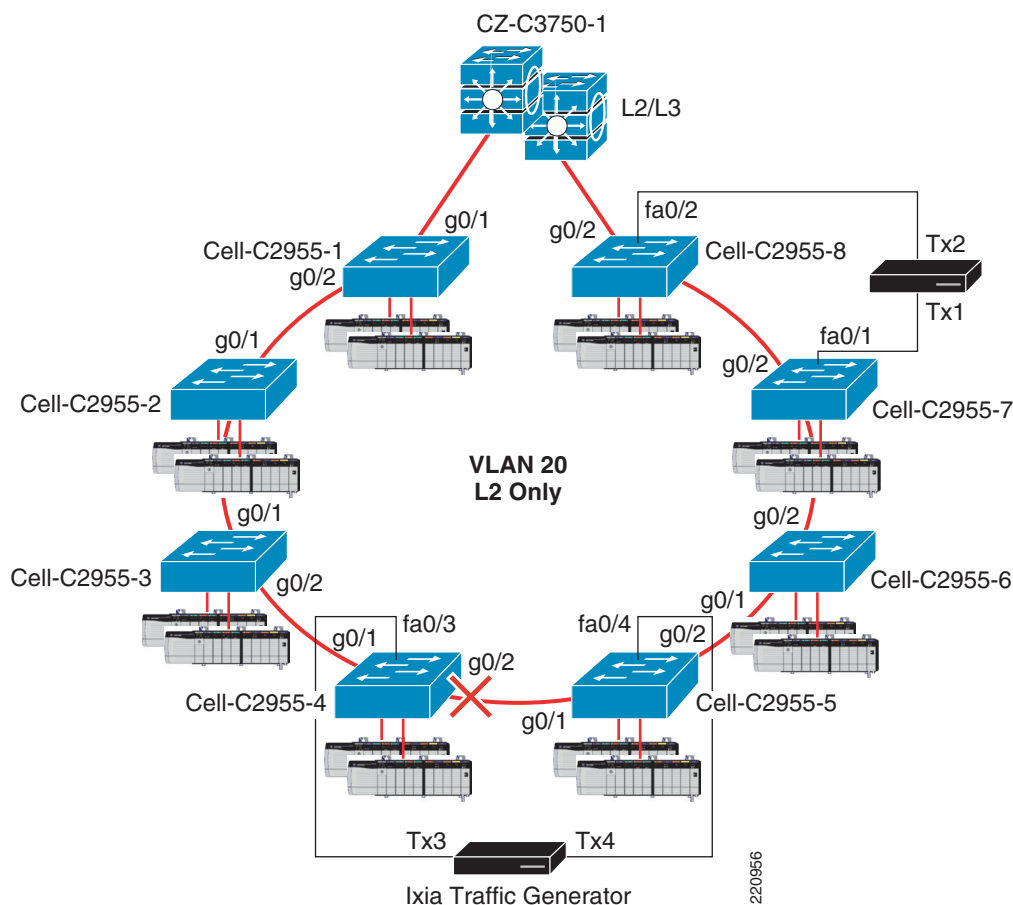 CZ-C3750-1
L2/L3
g0/1
fa0/2
g0/2
Cell-C2955-1
Cell-C2955-8
Tx2
g0/2
Tx1
fa0/1
g0/1
g0/2
Cell-C2955-2
Cell-C2955-7
VLAN 20
L2 Only
g0/1
g0/2
Cell-C2955-3
Cell-C2955-6
g0/2
g0/1
g0/1
fa0/3
fa0/4
g0/2
g0/2
Cell-C2955-4
Cell-C2955-5
g0/1
Tx3
Tx4
Ixia Traffic Generator
220956